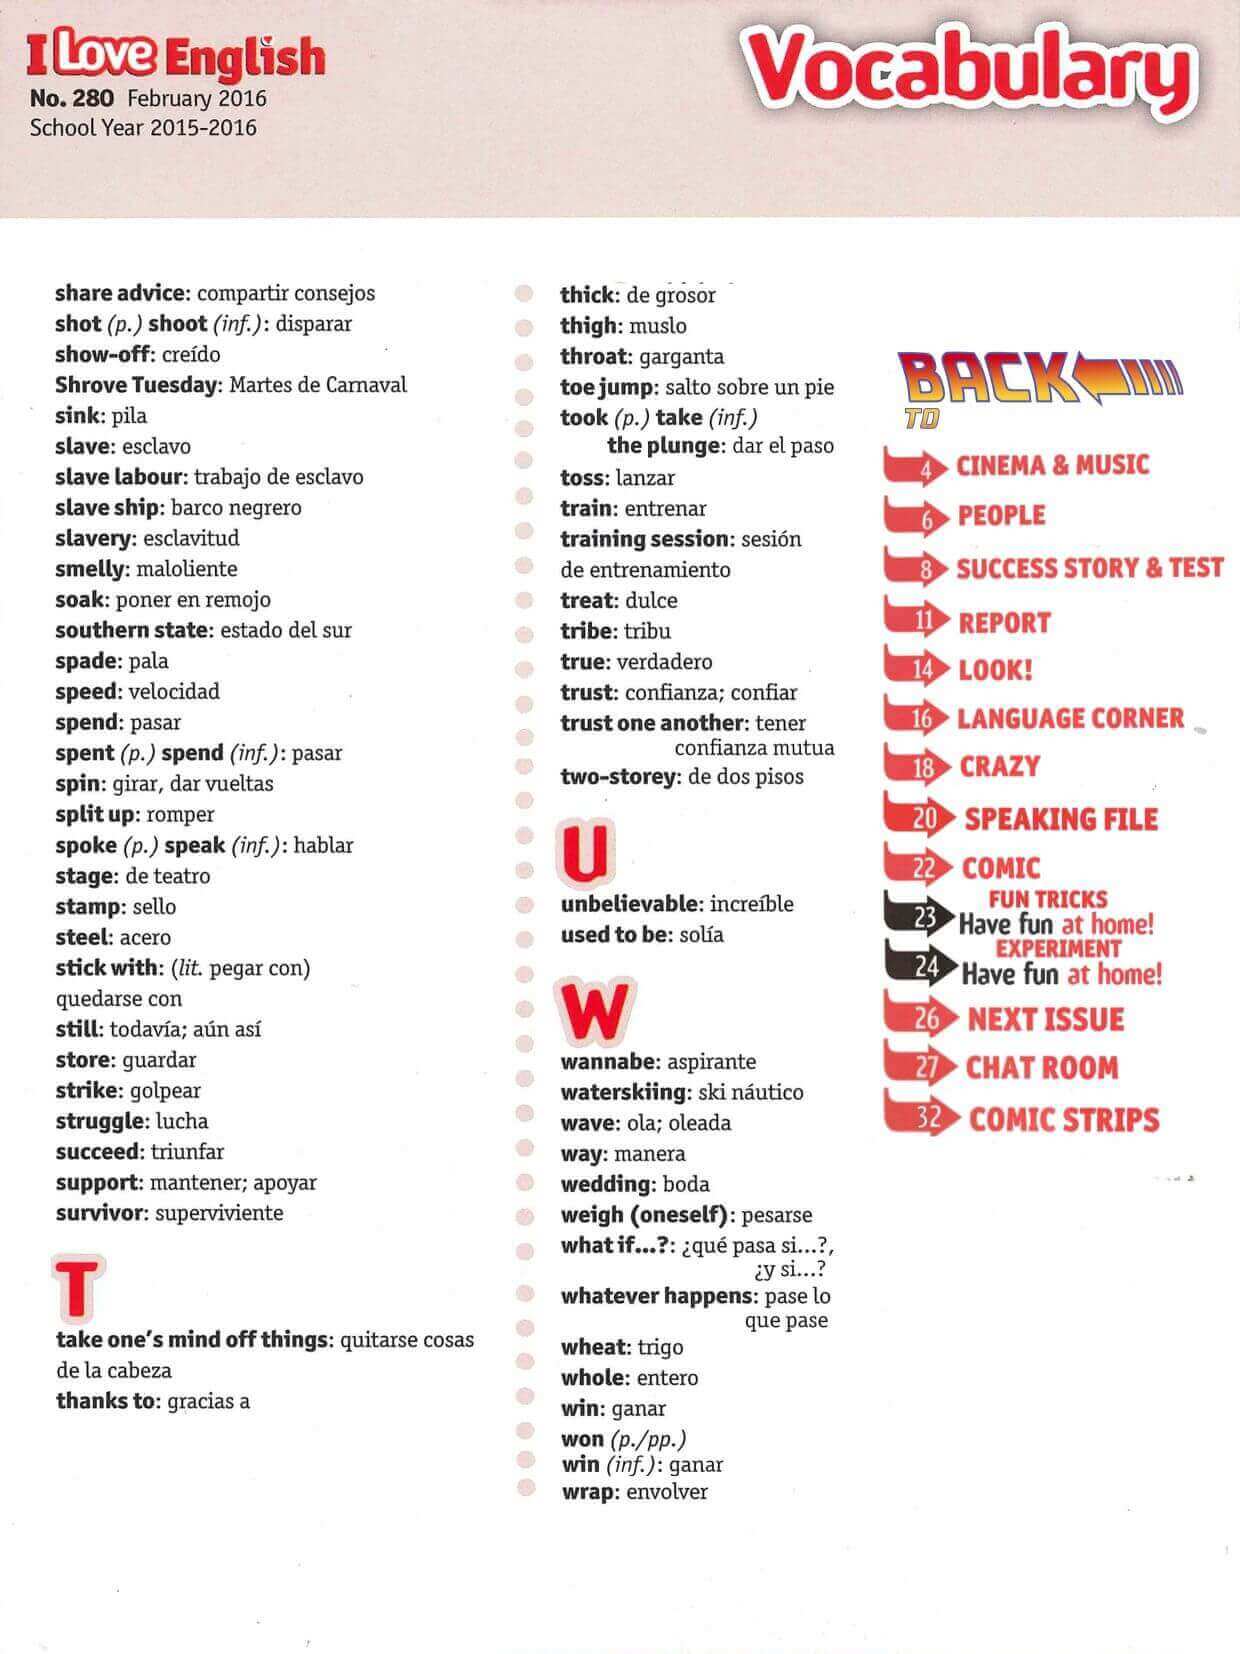 I Love English
No. 280 February 2016
School Year 2015-2016
Vocabulary
share advice: compartir consejos
shot (p.) shoot (inf.): disparar
show-off: creído
Shrove Tuesday: Martes de Carnaval
sink: pila
slave: esclavo
slave labour: trabajo de esclavo
slave ship: barco negrero
slavery: esclavitud
smelly: maloliente
soak: poner en remojo
southern state: estado del sur
spade: pala
speed: velocidad
spend: pasar
spent (p.) spend (inf.): pasar
spin: girar, dar vueltas
split up: romper
spoke (p.) speak (inf.): hablar
stage: de teatro
stamp: sello
steel: acero
stick with: (lit. pegar con)
quedarse con
still: todavía; aún así
store: guardar
strike: golpear
struggle: lucha
succeed: triunfar
support: mantener; apoyar
survivor: superviviente
T
take one's mind off things: quitarse cosas
de la cabeza
thanks to: gracias a
thick: de grosor
thigh: muslo
throat: garganta
toe jump: salto sobre un pie
took (p.) take (inf.)
the plunge: dar el paso
toss: lanzar
train: entrenar
training session: sesión
de entrenamiento
treat: dulce
tribe: tribu
true: verdadero
trust: confianza; confiar
trust one another: tener
confianza mutua
two-storey: de dos pisos
U
unbelievable: increíble
used to be: solía
W
wannabe: aspirante
waterskiing: ski náutico
wave: ola; oleada
way: manera
wedding: boda
weigh (oneself): pesarse
what if...?: ¿qué pasa si...?,
¿y si...?
whatever happens: pase lo
que pase
wheat: trigo
whole: entero
win: ganar
won (p./pp.)
win (inf.): ganar
wrap: envolver
BACK
TO
4 CINEMA & MUSIC
6 PEOPLE
8 SUCCESS STORY & TEST
11 REPORT
14 LOOK!
16 LANGUAGE CORNER
18 CRAZY
20 SPEAKING FILE
22 COMIC
FUN TRICKS
23 Have fun at home!
EXPERIMENT
24 Have fun at home!
26 NEXT ISSUE
27 CHAT ROOM
32 COMIC STRIPS